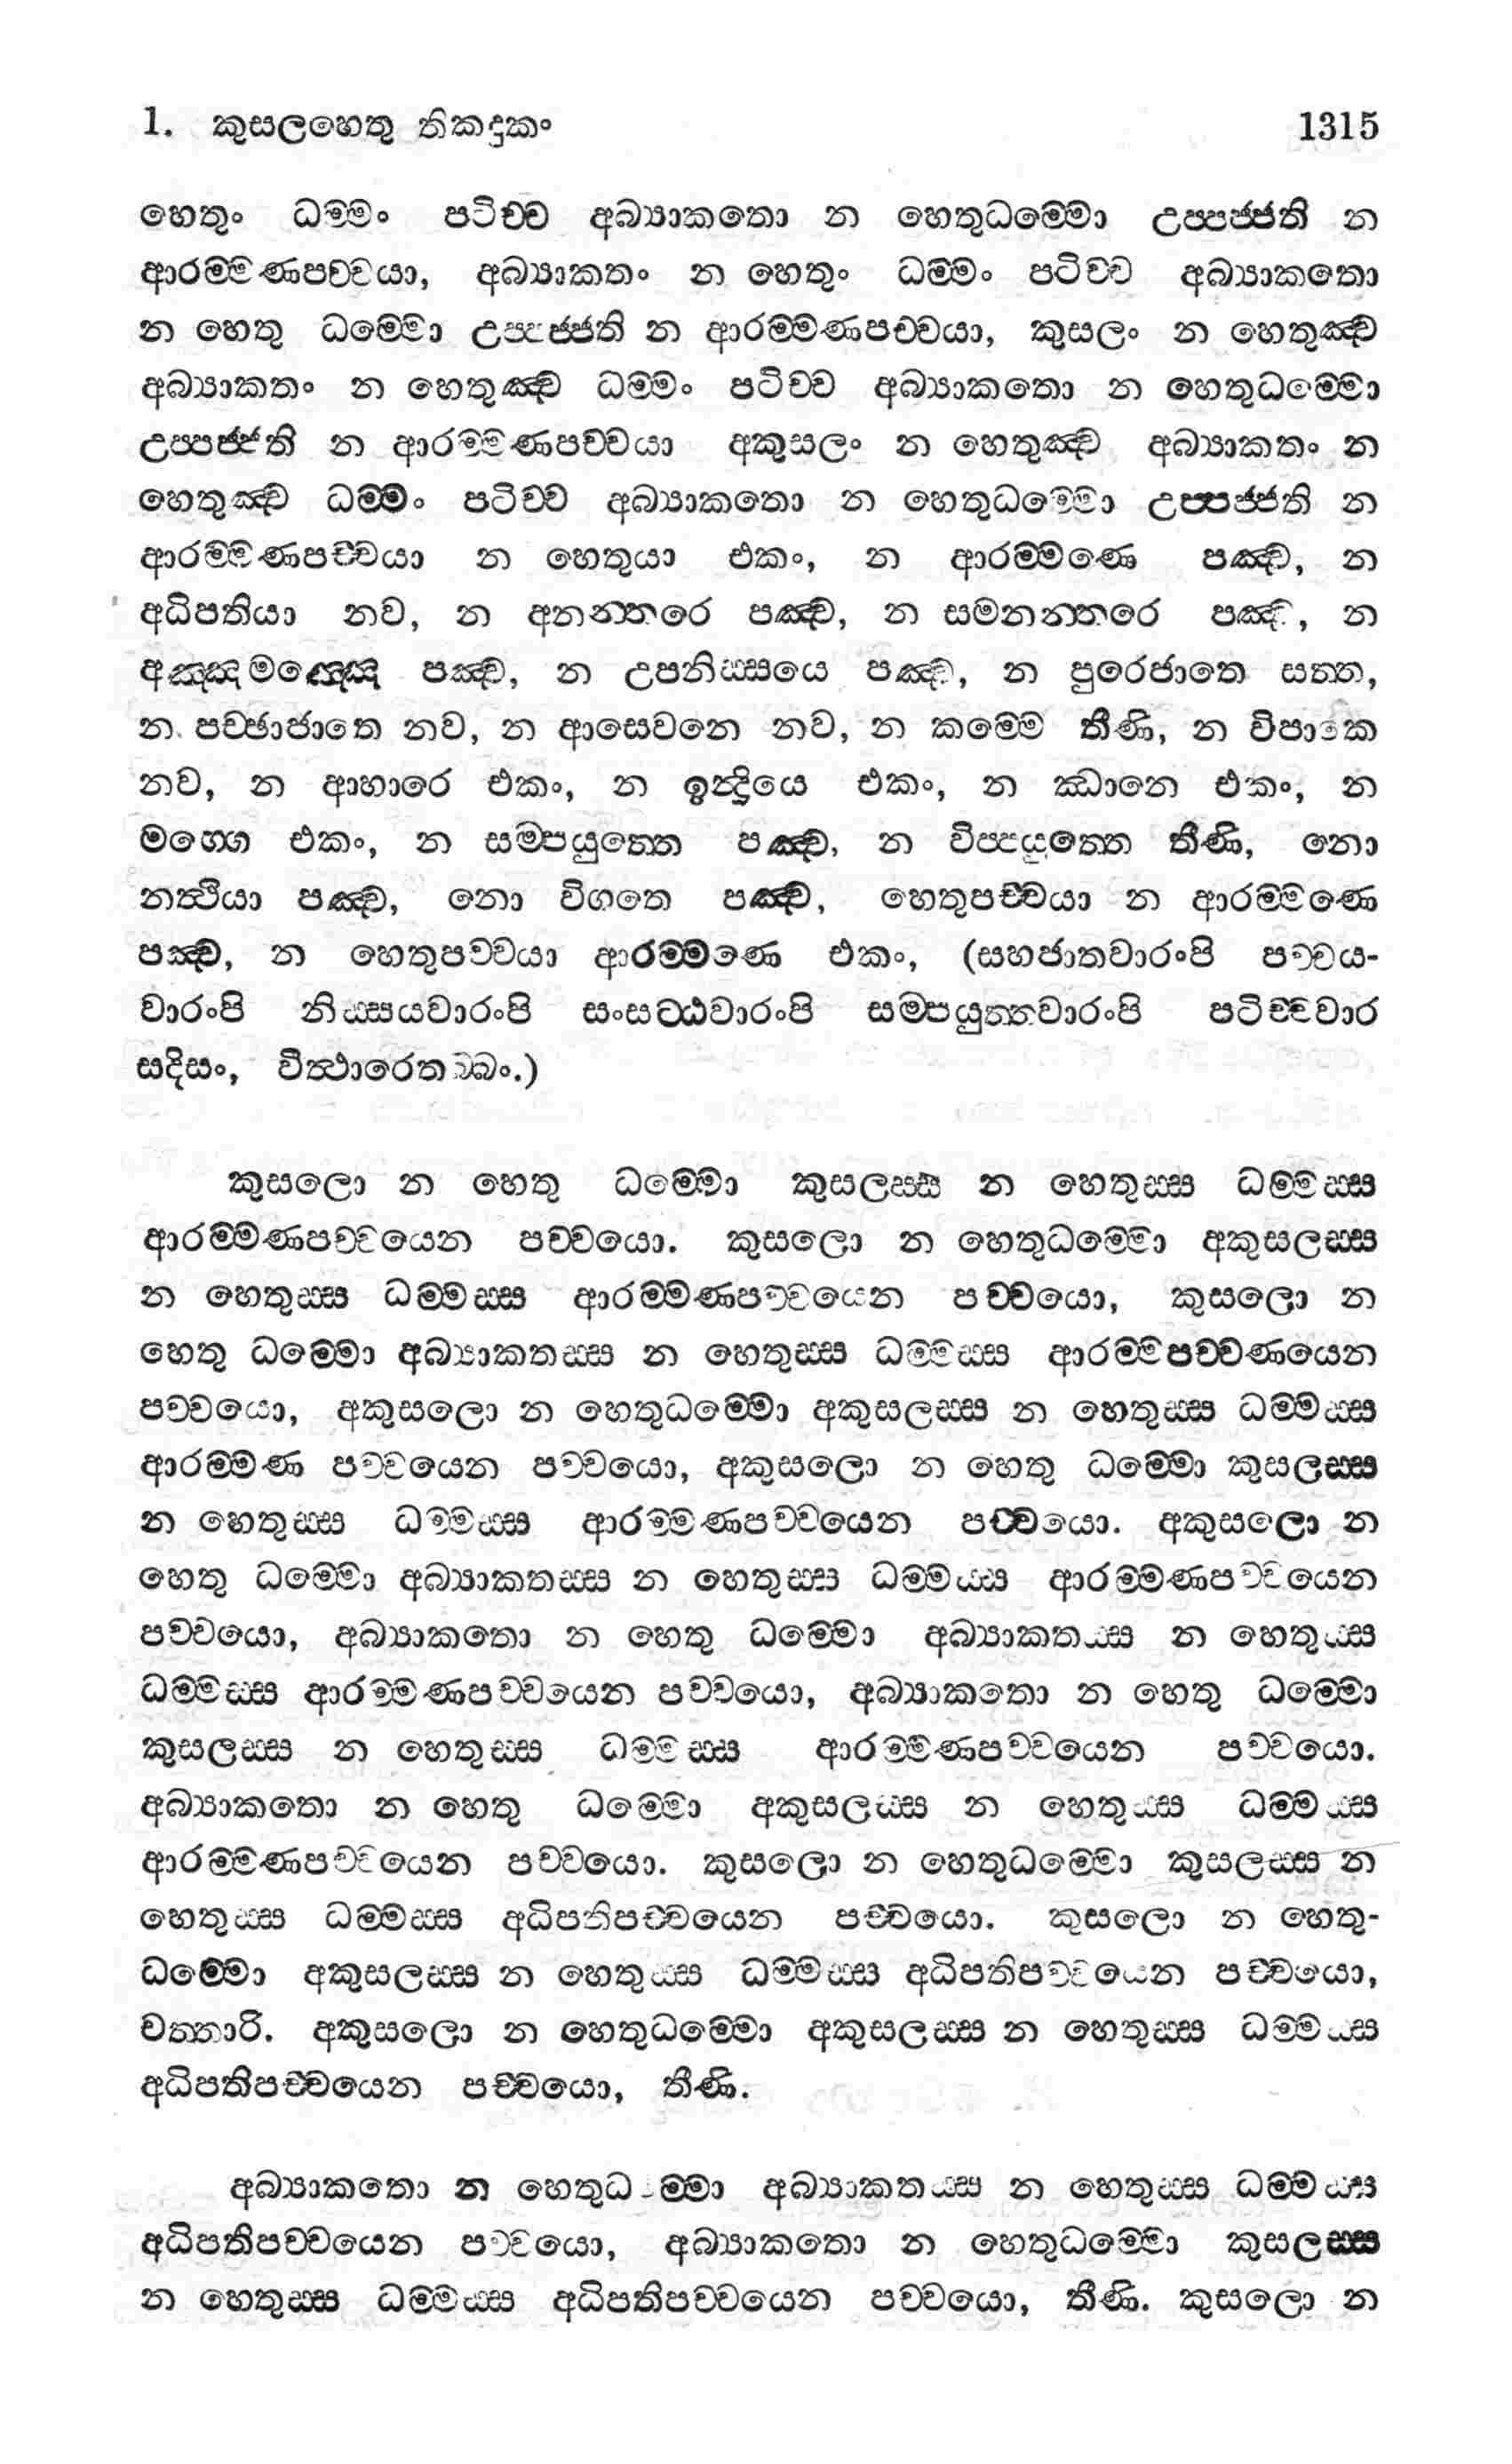 1. කුසලහෙතු තිකදුකං 1315
හෙතුං ධම්මං පටිච්ච අබ්‍යාකතො න හෙතුධම්මො උප්පජ්ජති න
ආරම්මණපච්චයා, අබ්‍යාකතං න හෙතුං ධම්මං පටිච්ච අබ්‍යාකතො
න හෙතු ධම්මො උප්පජ්ජති න ආරම්මණපච්චයා, කුසලං න හෙතුඤ්ච
අබ්‍යාකතං න හෙතුඤ්ච ධම්මං පටිච්ච අබ්‍යාකතො න හෙතුධම්මො
උප්පජ්ජති න ආරම්මණපච්චයා අකුසලං න හෙතුඤ්ච අබ්‍යාකතං න
හෙතුඤ්ච ධම්මං පටිච්ච අබ්‍යාකතො න හෙතුධම්මො උප්පජ්ජති න
ආරම්මණපච්චයා න හෙතුයා එකං, න ආරම්මණෙ පඤ්ච, න
අධිපතියා නව, න අනන්තරෙ පඤ්ච, න සමනන්තරෙ පඤ්ච, න
අඤ්ඤමඤ්ඤෙ පඤ්ච, න උපනිස්සයෙ පඤ්ච, න පුරෙජාතෙ සත්ත,
න පච්ඡාජාතෙ නව, න ආසෙවනෙ නව, න කම්මෙ තීණි, න විපාකෙ
නව, න ආහාරෙ එකං, න ඉන්ද්‍රියෙ එකං, න ඣානෙ එකං, න
මග්ගෙ එකං, න සම්පයුත්තෙ පඤ්ච, න විප්පයුත්තෙ තීණි, නො
නත්ථියා පඤ්ච, නො විගතෙ පඤ්ච, හෙතුපච්චයා න ආරම්මණෙ
පඤ්ච, න හෙතුපච්චයා ආරම්මණෙ එකං, (සහජාතවාරංපි පච්චය-
වාරංපි නිස්සයවාරංපි සංසට්ඨවාරංපි සම්පයුත්තවාරංපි පටිච්චවාර
සදිසං, විත්ථාරෙතබ්බං.)
කුසලො න හෙතු ධම්මො කුසලස්ස න හෙතුස්ස ධම්මස්ස
ආරම්මණපච්චයෙන පච්චයො. කුසලො න හෙතුධම්මො අකුසලස්ස
න හෙතුස්ස ධම්මස්ස ආරම්මණපච්චයෙන පච්චයො, කුසලො න
හෙතු ධම්මො අබ්‍යාකතස්ස න හෙතුස්ස ධම්මස්ස ආරම්මපච්චණයෙන
පච්චයො, අකුසලො න හෙතුධම්මො අකුසලස්ස න හෙතුස්ස ධම්මස්ස
ආරම්මණ පච්චයෙන පච්චයො, අකුසලො න හෙතු ධම්මො කුසලස්ස
න හෙතුස්ස ධම්මස්ස ආරම්මණපච්චයෙන පච්චයො. අකුසලො න
හෙතු ධම්මො අබ්‍යාකතස්ස න හෙතුස්ස ධම්මස්ස ආරම්මණපච්චයෙන
පච්චයො, අබ්‍යාකතො න හෙතු ධම්මො අබ්‍යාකතස්ස න හෙතුස්ස
ධම්මස්ස ආරම්මණපච්චයෙන පච්චයො, අබ්‍යාකතො න හෙතු ධම්මො
කුසලස්ස න හෙතුස්ස ධම්මස්ස ආරම්මණපච්චයෙන පච්චයො.
අබ්‍යාකතො න හෙතු ධම්මො අකුසලස්ස න හෙතුස්ස ධම්මස්ස
ආරම්මණපච්චයෙන පච්චයො. කුසලො න හෙතුධම්මො කුසලස්ස න
හෙතුස්ස ධම්මස්ස අධිපතිපච්චයෙන පච්චයො. කුසලො න හෙතු-
ධම්මො අකුසලස්ස න හෙතුස්ස ධම්මස්ස අධිපතිපච්චයෙන පච්චයො,
චත්තාරි. අකුසලො න හෙතුධම්මො අකුසලස්ස න හෙතුස්ස ධම්මස්ස
අධිපතිපච්චයෙන පච්චයො, තීණි.
අබ්‍යාකතො න හෙතුධම්මො අබ්‍යාකතස්ස න හෙතුස්ස ධම්මස්ස
අධිපතිපච්චයෙන පච්චයො, අබ්‍යාකතො න හෙතුධම්මො කුසලස්ස
න හෙතුස්ස ධම්මස්ස අධිපතිපච්චයෙන පච්චයො, තීණි. කුසලො න